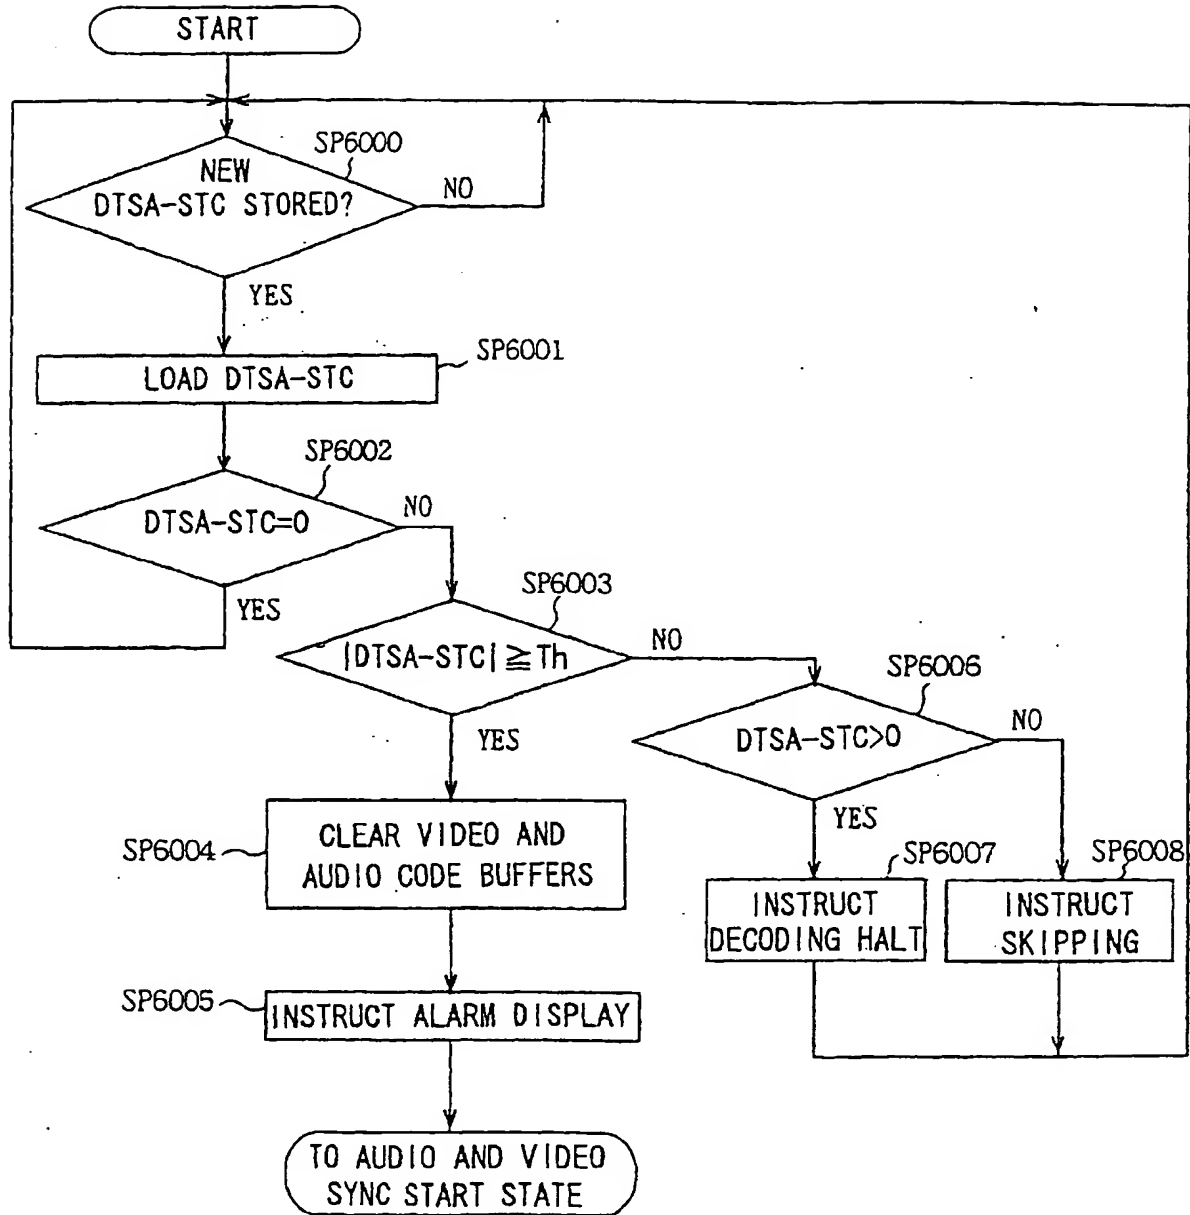 START
SP6000
NEW
DTSA-STC STORED?
NO
YES
SP6001
LOAD DTSA-STC
SP6002
DTSA-STC=0
NO
YES
SP6003
|DTSA-STC| ≧ Th
NO
YES
SP6006
DTSA-STC>0
NO
YES
SP6004
CLEAR VIDEO AND
AUDIO CODE BUFFERS
SP6007
INSTRUCT
DECODING HALT
SP6008
INSTRUCT
SKIPPING
SP6005
INSTRUCT ALARM DISPLAY
TO AUDIO AND VIDEO
SYNC START STATE